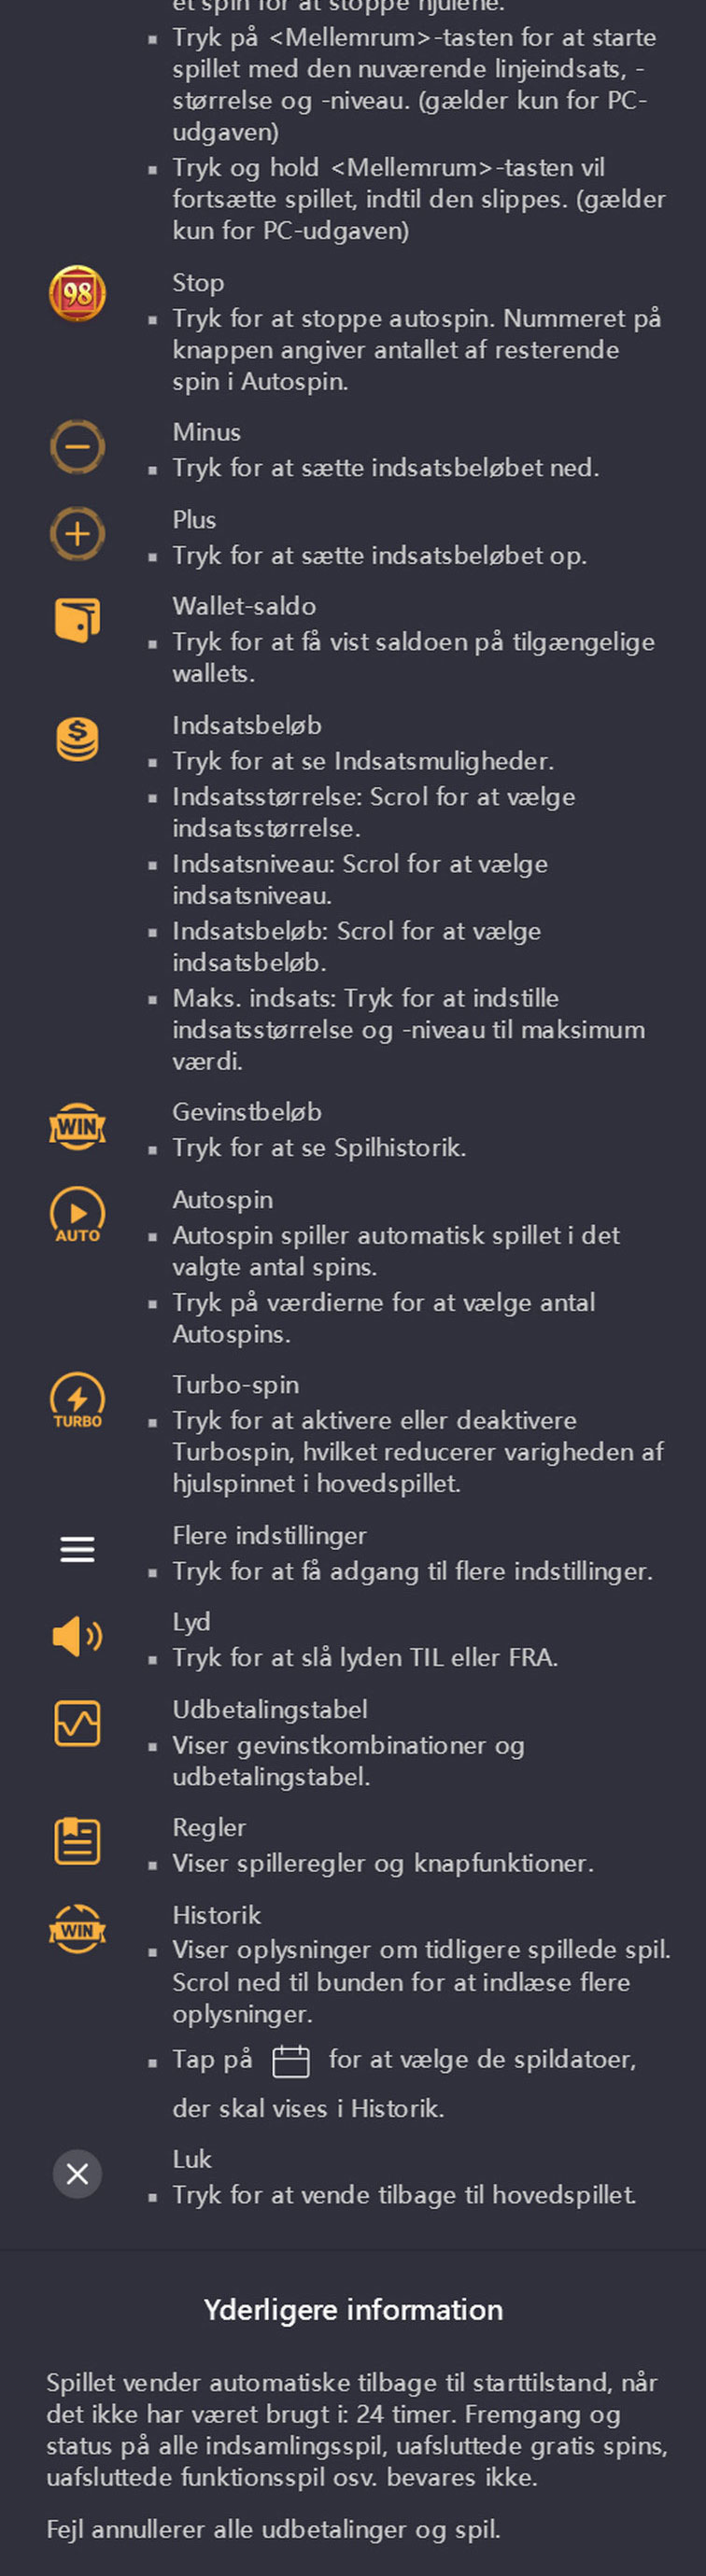 et spin for at stoppe hjulene.
Tryk på <Mellemrum>-tasten for at starte
spillet med den nuværende linjeindsats, -
størrelse og -niveau. (gælder kun for PC-
udgaven)
Tryk og hold <Mellemrum>-tasten vil
fortsætte spillet, indtil den slippes. (gælder
kun for PC-udgaven)
98
Stop
Tryk for at stoppe autospin. Nummeret på
knappen angiver antallet af resterende
spin i Autospin.
Minus
Tryk for at sætte indsatsbeløbet ned.
Plus
Tryk for at sætte indsatsbeløbet op.
Wallet-saldo
Tryk for at få vist saldoen på tilgængelige
wallets.
Indsatsbeløb
Tryk for at se Indsatsmuligheder.
Indsatsstørrelse: Scrol for at vælge
indsatsstørrelse.
Indsatsniveau: Scrol for at vælge
indsatsniveau.
Indsatsbeløb: Scrol for at vælge
indsatsbeløb.
Maks. indsats: Tryk for at indstille
indsatsstørrelse og -niveau til maksimum
værdi.
WIN
Gevinstbeløb
Tryk for at se Spilhistorik.
AUTO
Autospin
Autospin spiller automatisk spillet i det
valgte antal spins.
Tryk på værdierne for at vælge antal
Autospins.
TURBO
Turbo-spin
Tryk for at aktivere eller deaktivere
Turbospin, hvilket reducerer varigheden af
hjulspinnet i hovedspillet.
Flere indstillinger
Tryk for at få adgang til flere indstillinger.
Lyd
Tryk for at slå lyden TIL eller FRA.
Udbetalingstabel
Viser gevinstkombinationer og
udbetalingstabel.
Regler
Viser spilleregler og knapfunktioner.
WIN
Historik
Viser oplysninger om tidligere spillede spil.
Scrol ned til bunden for at indlæse flere
oplysninger.
Tap på for at vælge de spildatoer,
der skal vises i Historik.
Luk
Tryk for at vende tilbage til hovedspillet.
Yderligere information
Spillet vender automatiske tilbage til starttilstand, når
det ikke har været brugt i: 24 timer. Fremgang og
status på alle indsamlingsspil, uafsluttede gratis spins,
uafsluttede funktionsspil osv. bevares ikke.
Fejl annullerer alle udbetalinger og spil.